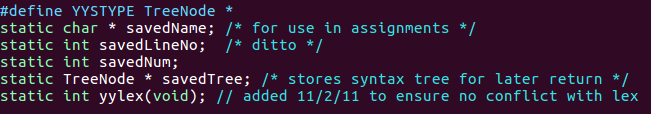 #define YYSTYPE TreeNode *
static char * savedName; /* for use in assignments */
static int savedLineNo;  /* ditto */
static int savedNum;
static TreeNode * savedTree; /* stores syntax tree for later return */
static int yylex(void); // added 11/2/11 to ensure no conflict with lex